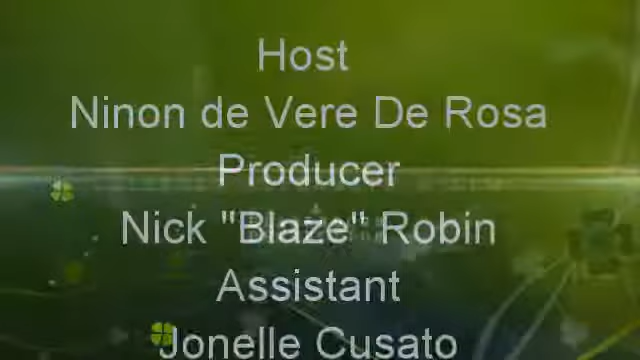 Host
Ninon de Vere De Rosa
Producer
Nick "Blaze" Robin
Assistant
Jonelle Cusato